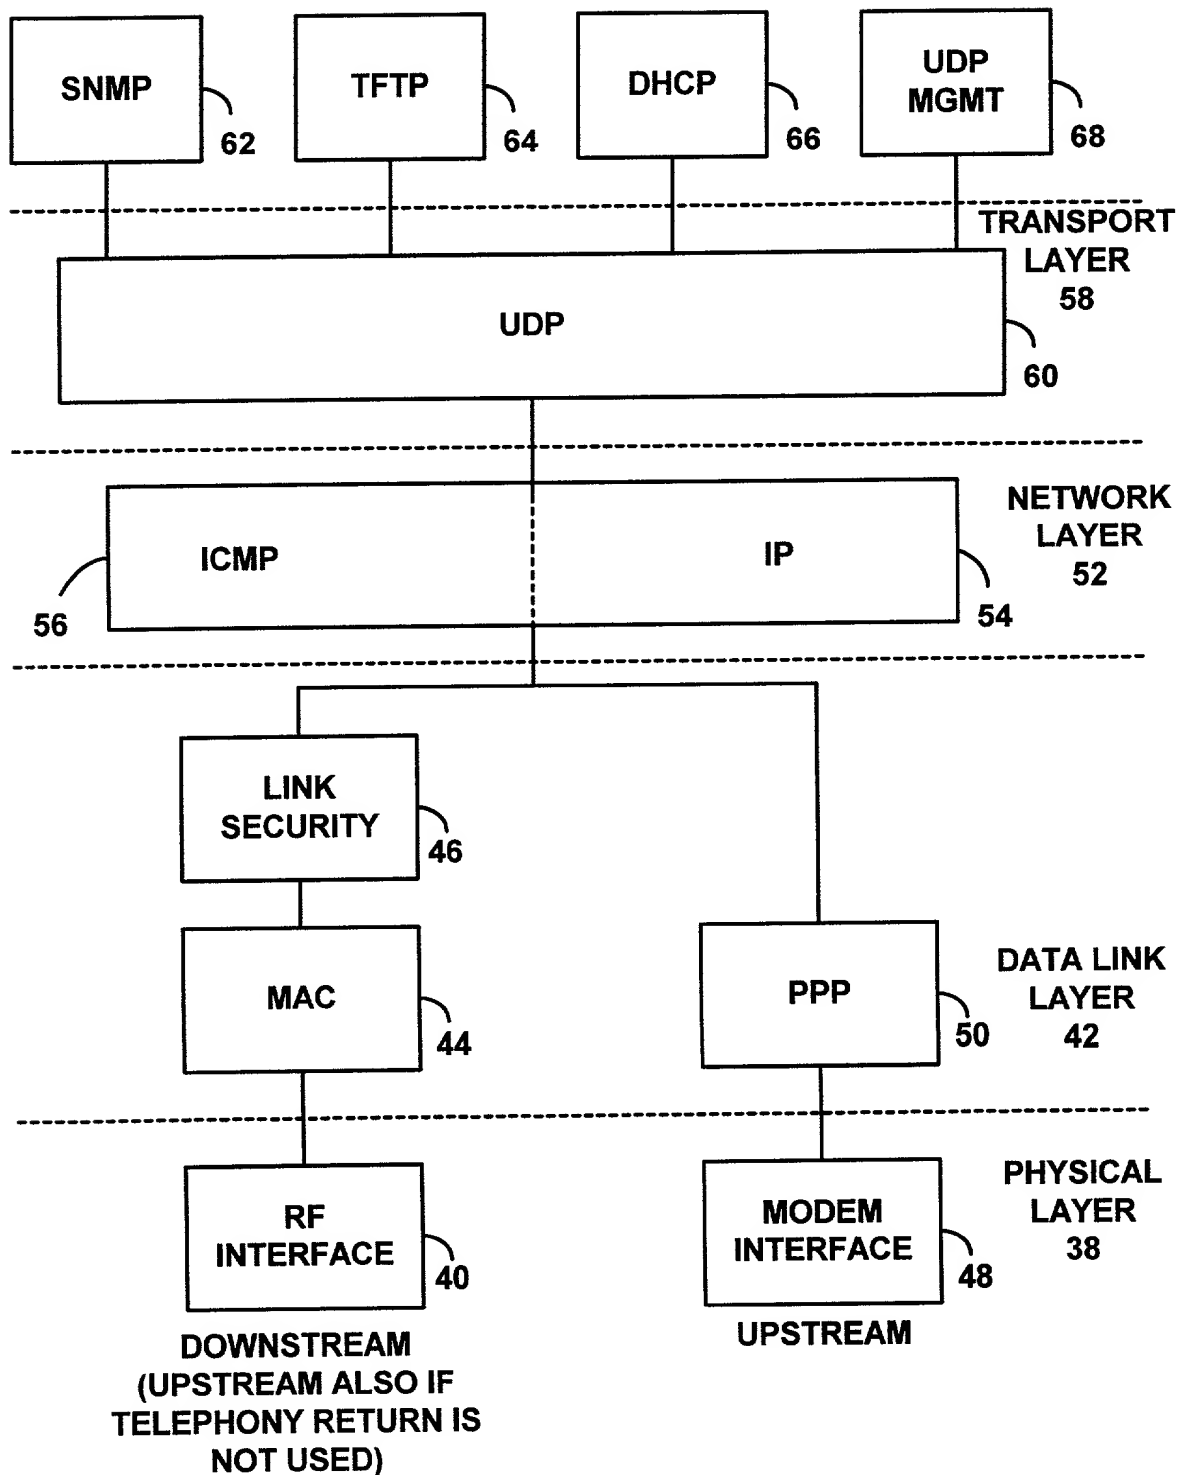 SNMP
62
TFTP
64
DHCP
66
UDP
MGMT
68
TRANSPORT
LAYER
58
UDP
60
NETWORK
LAYER
52
ICMP
56
IP
54
LINK
SECURITY
46
MAC
44
PPP
50
DATA LINK
LAYER
42
PHYSICAL
LAYER
38
RF
INTERFACE
40
MODEM
INTERFACE
48
DOWNSTREAM
(UPSTREAM ALSO IF
TELEPHONY RETURN IS
NOT USED)
UPSTREAM